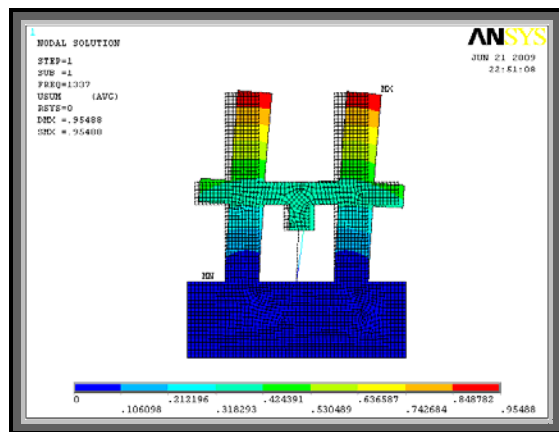 1
NODAL SOLUTION
ANSYS
STEP=1
SUB =1
FREQ=1337
USUM (AVG)
RSYS=0
DMX =.95488
SMX =.95488
JUN 21 2009
22:51:08
MX
MN
0 .212196 .424391 .636587 .848782
.106098 .318293 .530489 .742684 .95488